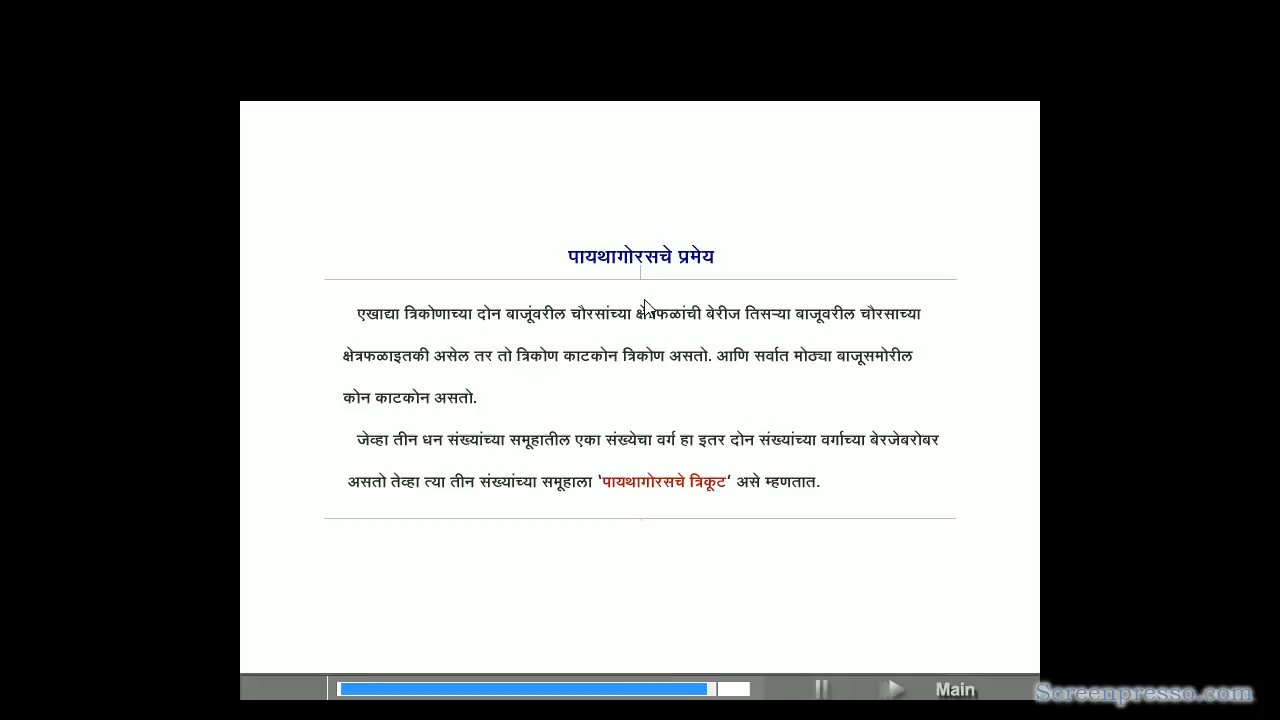 पायथागोरसचे प्रमेय
एखाद्या त्रिकोणाच्या दोन बाजूंवरील चौरसांच्या क्षेत्रफळांची बेरीज तिसऱ्या बाजूवरील चौरसाच्या
क्षेत्रफळाइतकी असेल तर तो त्रिकोण काटकोन त्रिकोण असतो. आणि सर्वात मोठ्या बाजूसमोरील
कोन काटकोन असतो.
जेव्हा तीन धन संख्यांच्या समूहातील एका संख्येचा वर्ग हा इतर दोन संख्यांच्या वर्गाच्या बेरजेबरोबर
असतो तेव्हा त्या तीन संख्यांच्या समूहाला ‘पायथागोरसचे त्रिकूट’ असे म्हणतात.
Main
Screenpresso.com